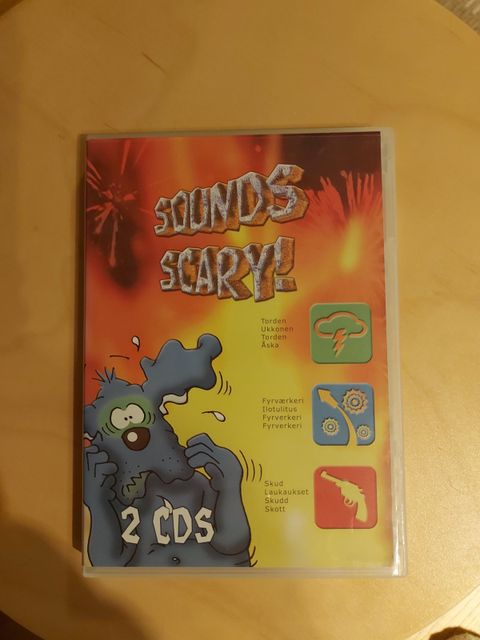 SOUNDS
SCARY!
Torden
Ukkonen
Torden
Åska
Fyrværkeri
Ilotulitus
Fyrverkeri
Fyrverkeri
Skud
Laukaukset
Skudd
Skott
2 CDS